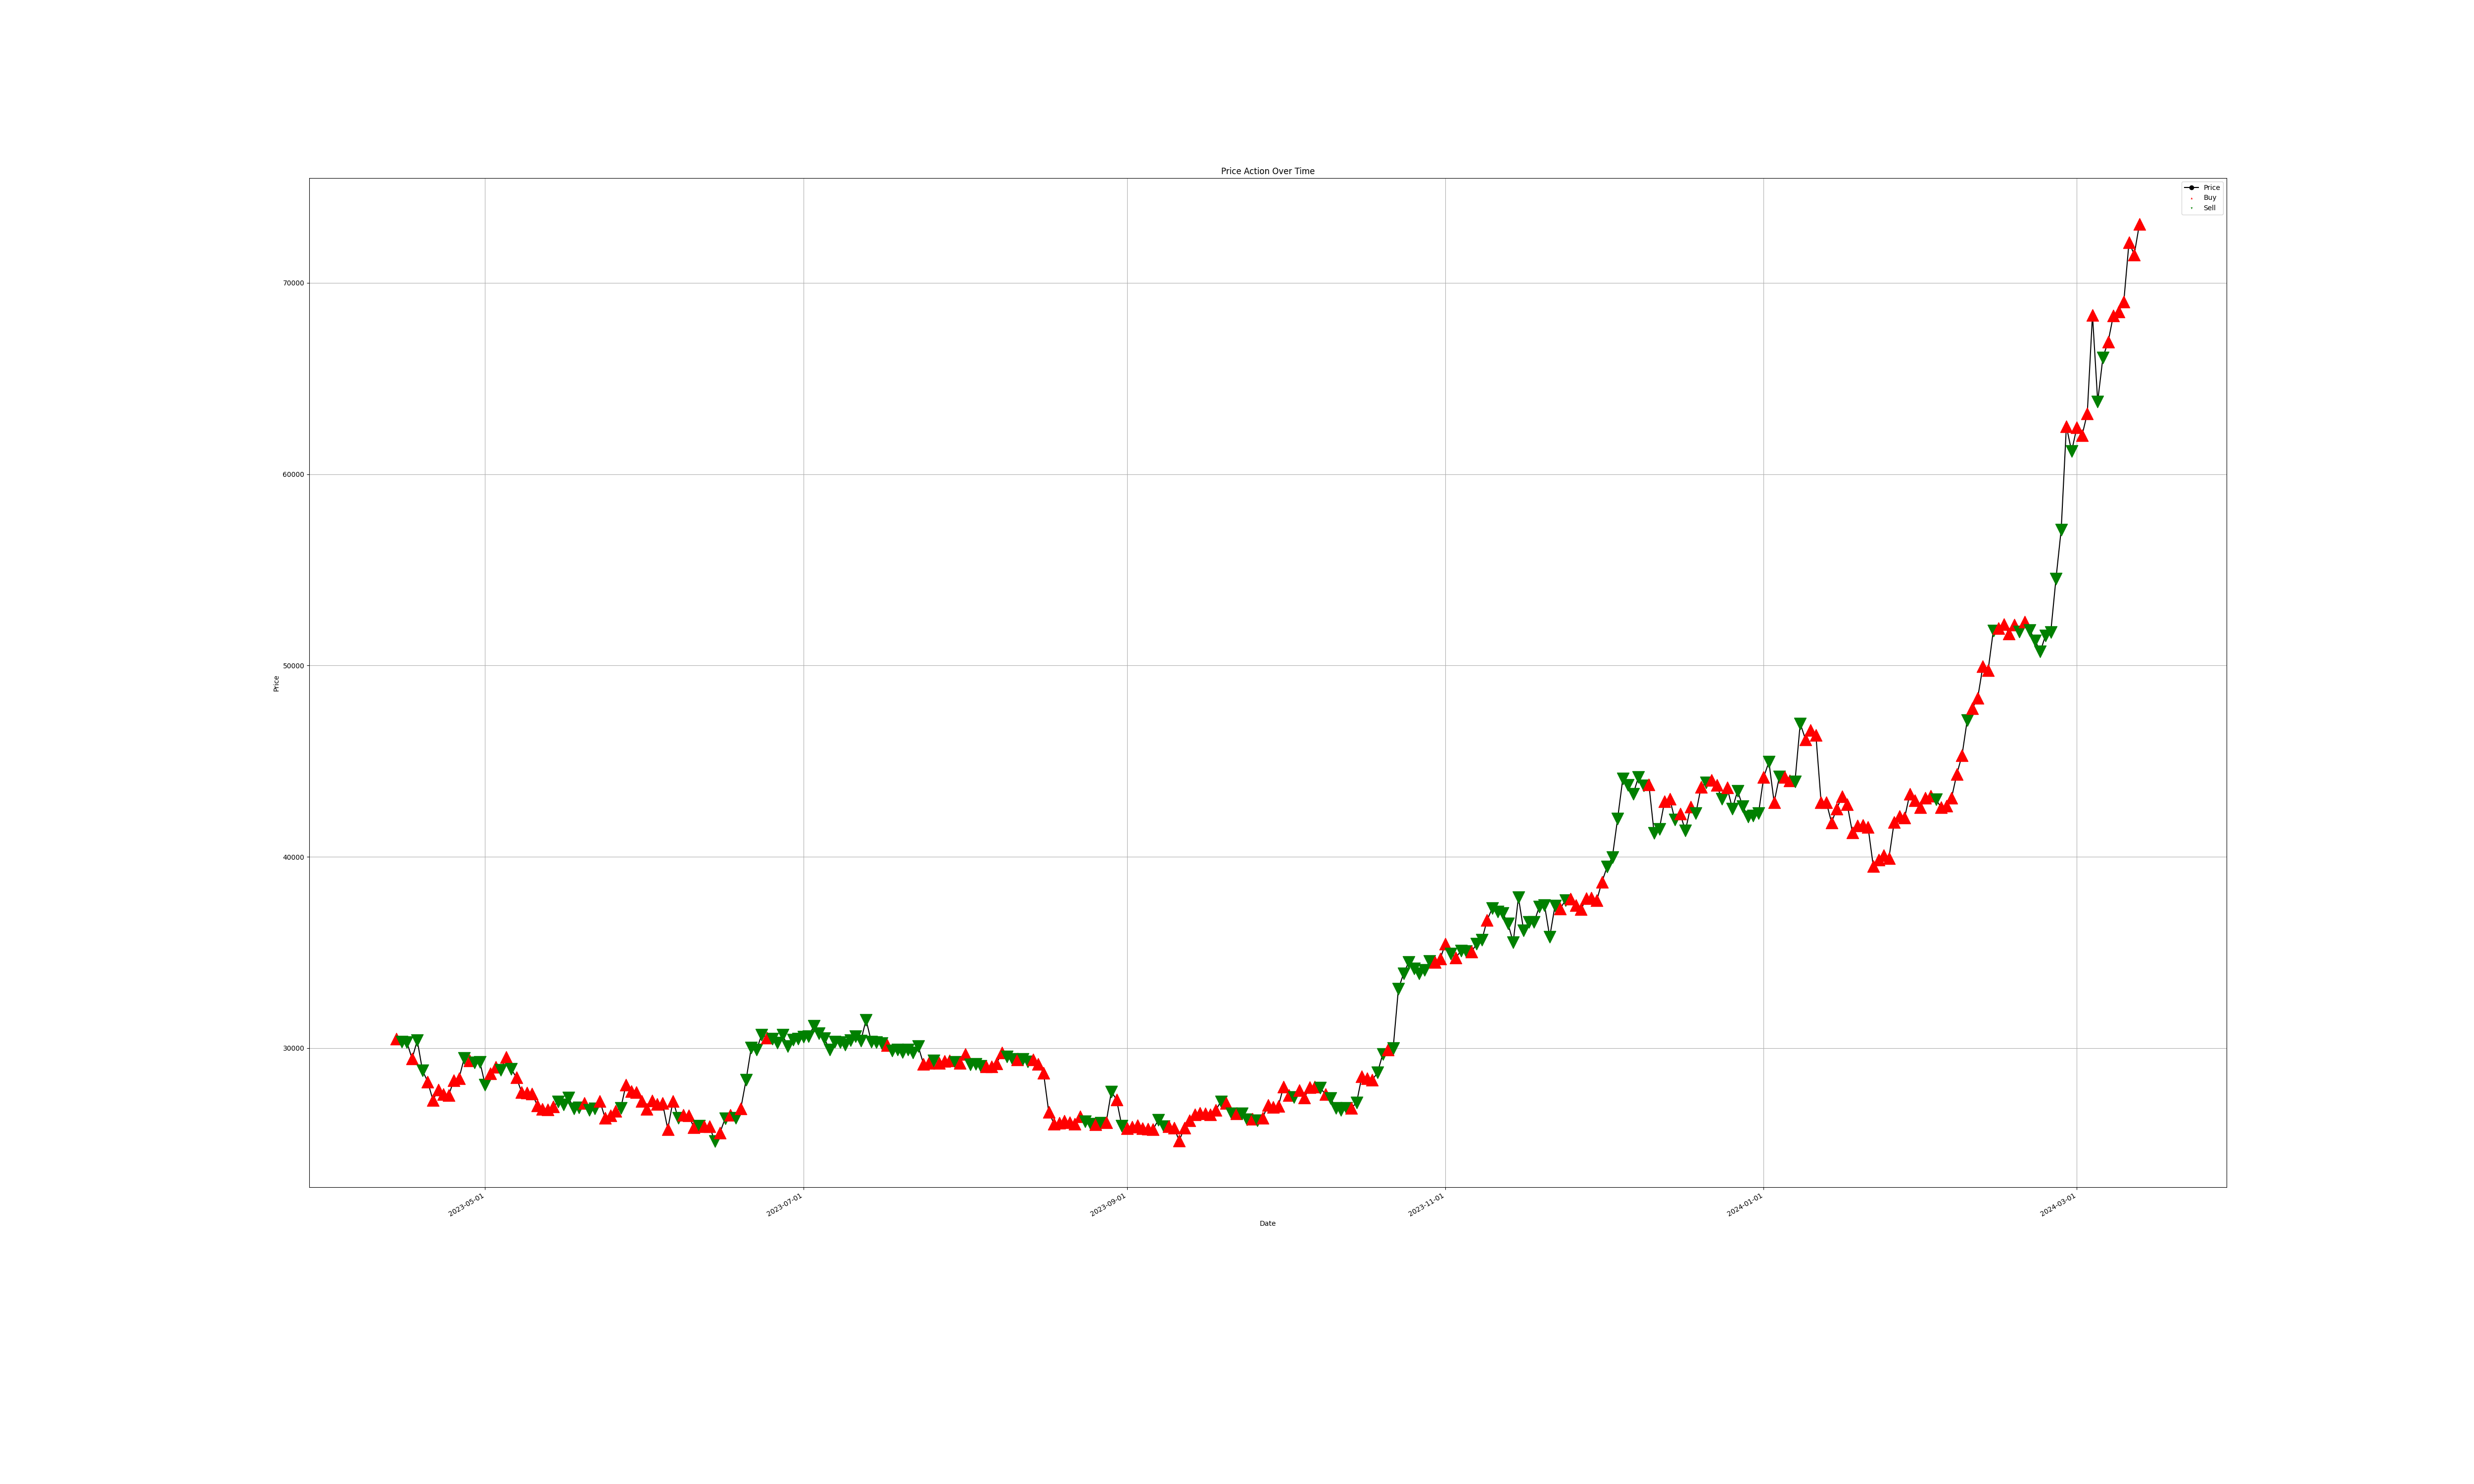 Price Action Over Time
Price
Buy
Sell
70000
60000
50000
40000
30000
Price
2023-05-01
2023-07-01
2023-09-01
2023-11-01
2024-01-01
2024-03-01
Date